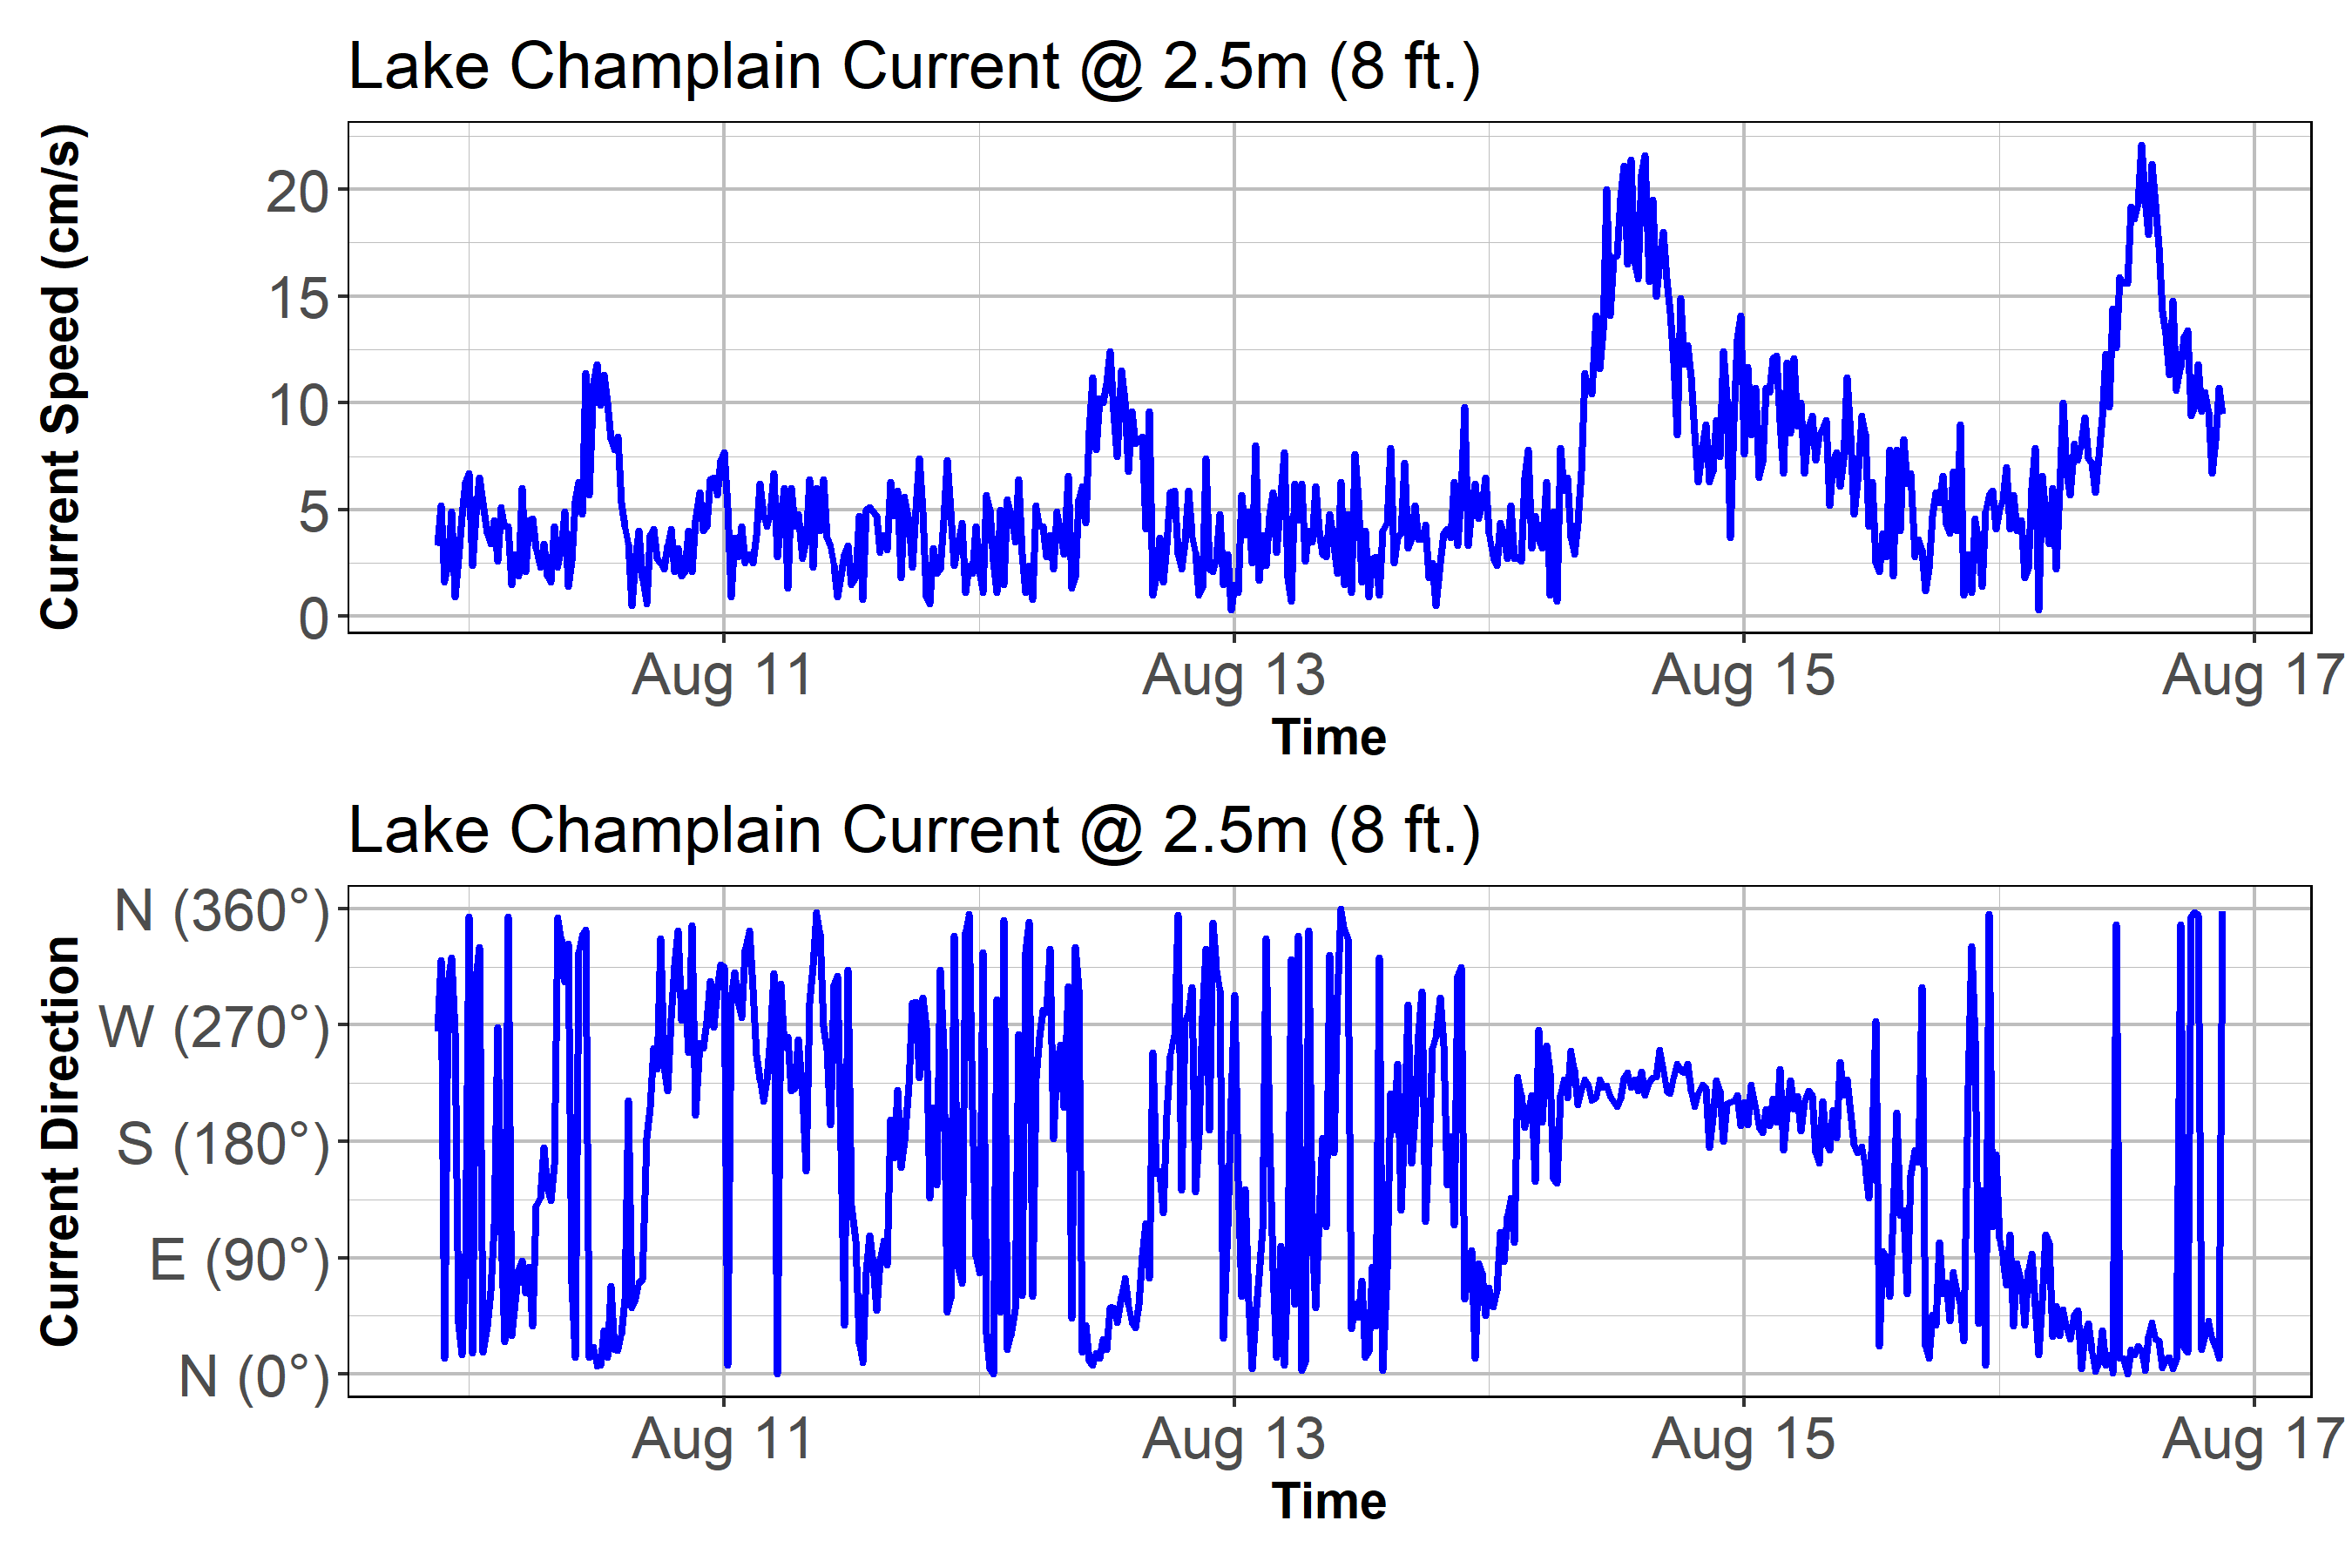 Lake Champlain Current @ 2.5m (8 ft.)
Current Speed (cm/s)
20
15
10
5
0
Aug 11 Aug 13 Aug 15 Aug 17
Time
Lake Champlain Current @ 2.5m (8 ft.)
Current Direction
N (360°)
W (270°)
S (180°)
E (90°)
N (0°)
Aug 11 Aug 13 Aug 15 Aug 17
Time